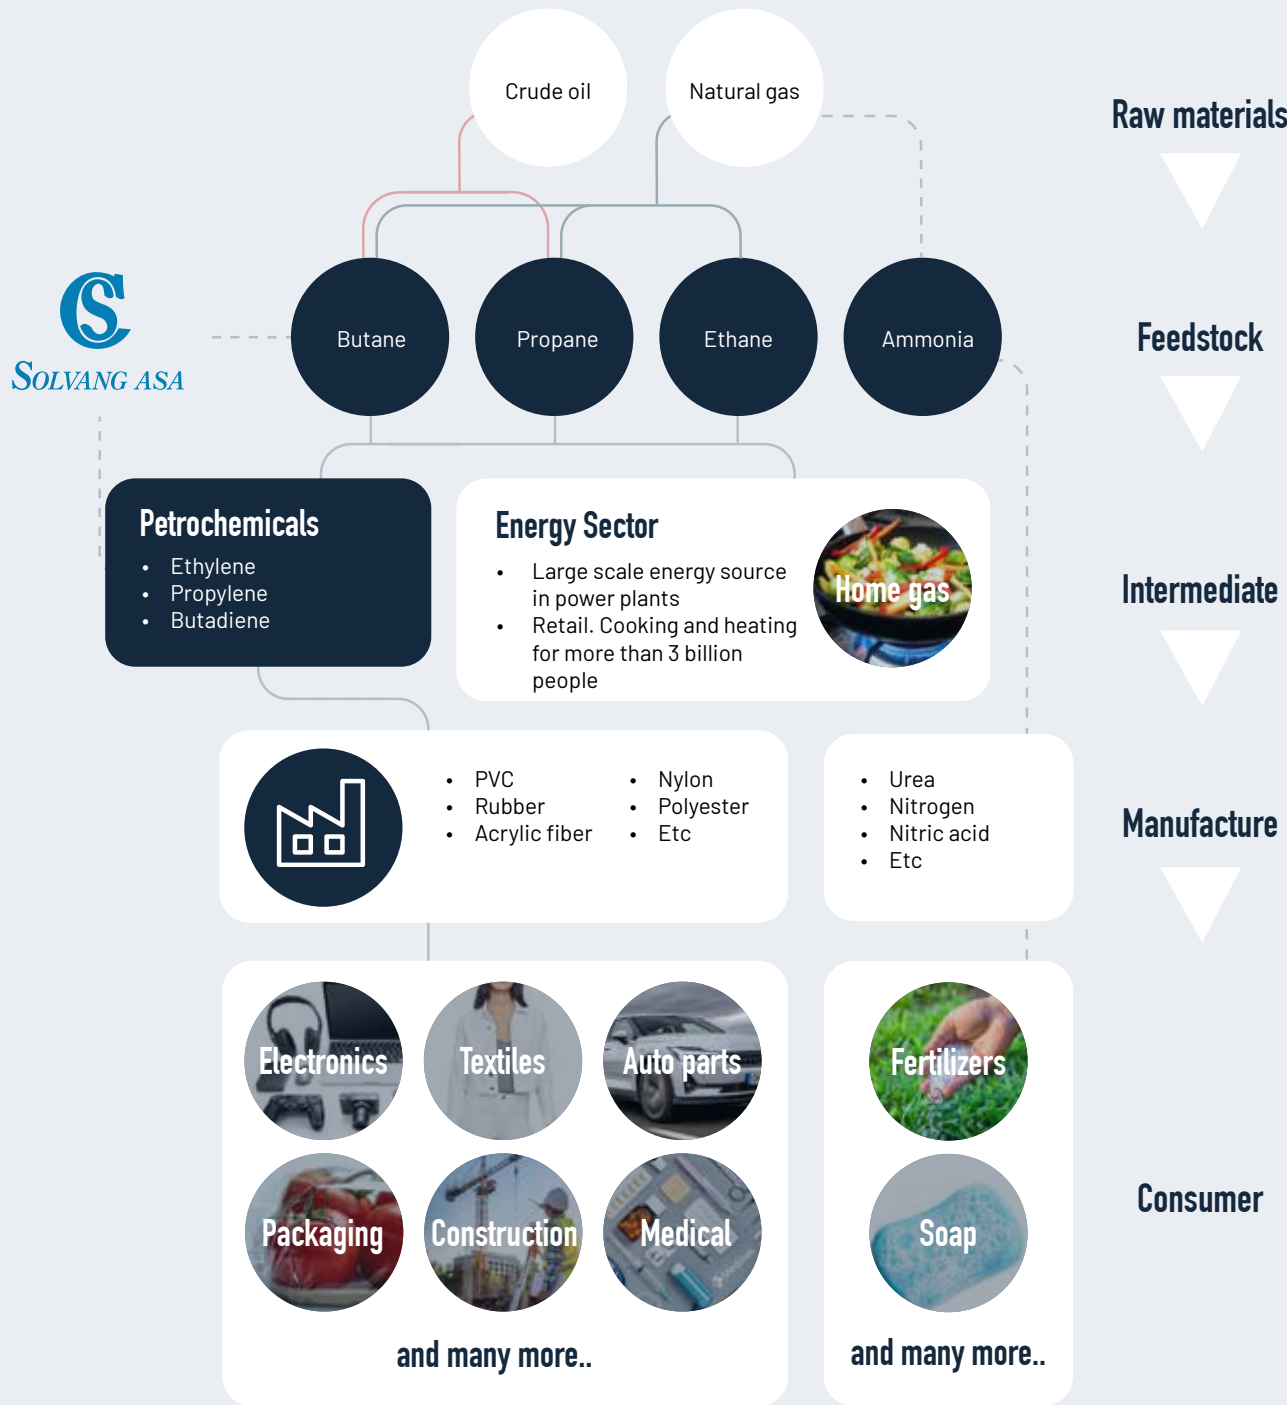 Crude oil
Natural gas
Raw materials
CS
SOLVANG ASA
Butane
Propane
Ethane
Ammonia
Feedstock
Petrochemicals
• Ethylene
• Propylene
• Butadiene
Energy Sector
• Large scale energy source
in power plants
• Retail. Cooking and heating
for more than 3 billion
people
Home gas
Intermediate
• PVC
• Rubber
• Acrylic fiber
• Nylon
• Polyester
• Etc
• Urea
• Nitrogen
• Nitric acid
• Etc
Manufacture
Electronics
Textiles
Auto parts
Packaging
Construction
Medical
and many more..
Fertilizers
Soap
and many more..
Consumer